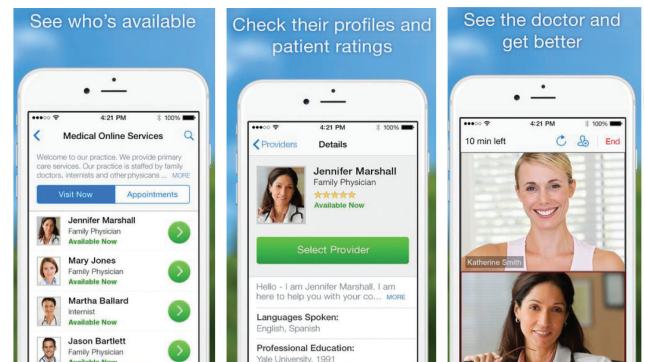 See who's available
4:21 PM
100%
Medical Online Services
Welcome to our practice. We provide primary
care services. Our practice is staffed by family
doctors, internists and otherphysicans ... MORE
Visit Now
Appointments
Jennifer Marshall
Family Physician
Available Now
Mary Jones
Family Physician
Available Now
Martha Ballard
Internist
Available Now
Jason Bartlett
Family Physician
Available Now
Check their profiles and
patient ratings
4:21 PM
100%
Providers
Details
Jennifer Marshall
Family Physician
Available Now
Select Provider
Hello - I am Jennifer Marshall. I am
here to help you with your co... MORE
Languages Spoken:
English, Spanish
Professional Education:
Yale University, 1991
See the doctor and
get better
4:21 PM
100%
10 min left
End
Katherine Smith